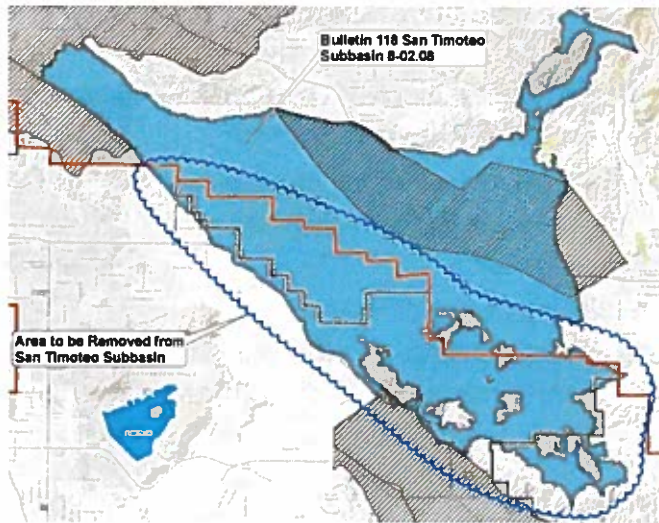 Bulletin 118 San Timoteo
Subbasin 8-02.08
Area to be Removed from
San Timoteo Subbasin